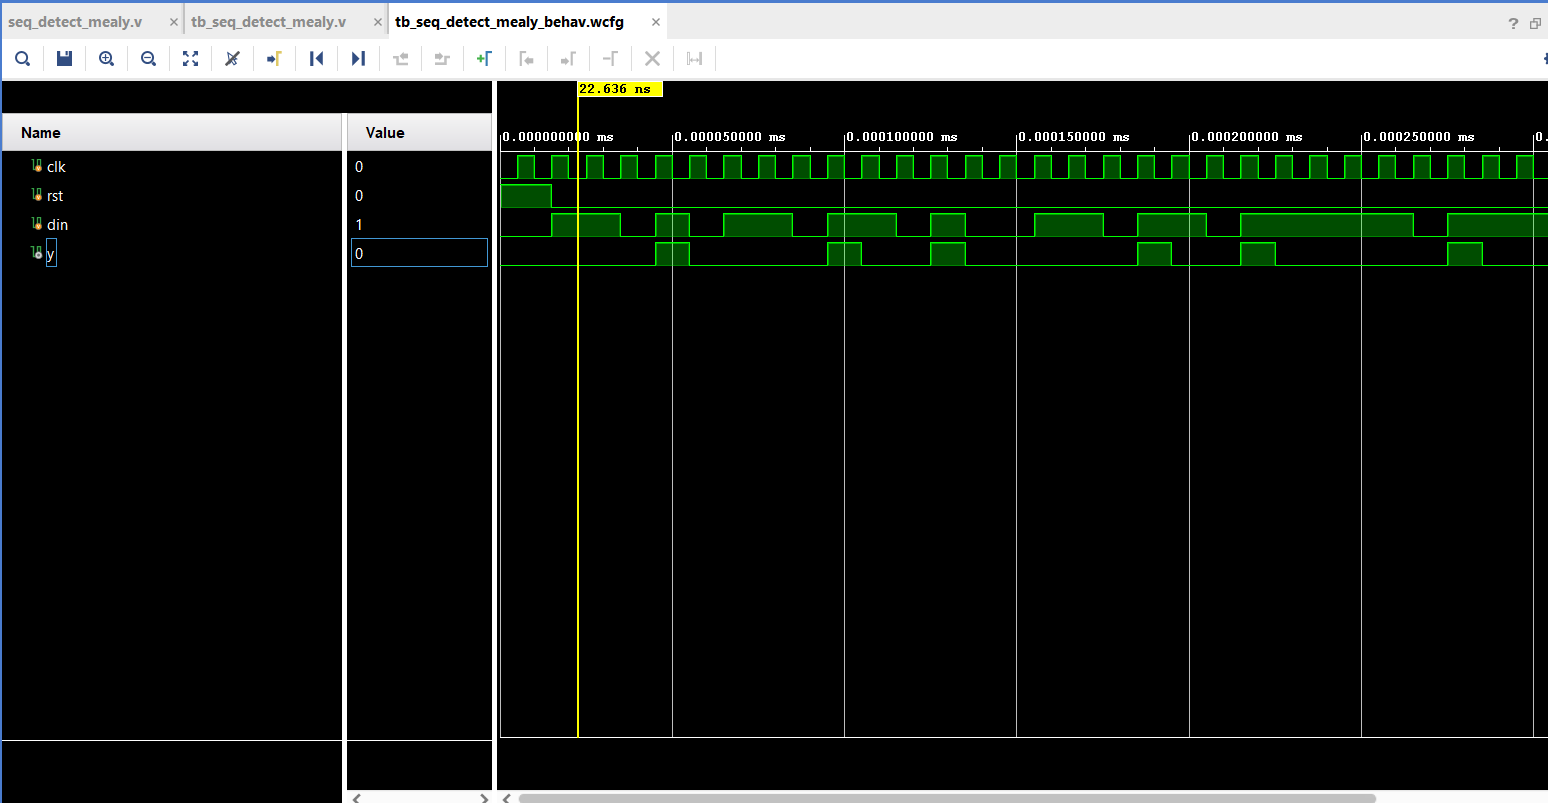 seq_detect_mealy.v × tb_seq_detect_mealy.v × tb_seq_detect_mealy_behav.wcfg ×
?
22.636 ns
Name Value
0.000000000 ms 0.000050000 ms 0.000100000 ms 0.000150000 ms 0.000200000 ms 0.000250000 ms 0.
clk 0
rst 0
din 1
y 0